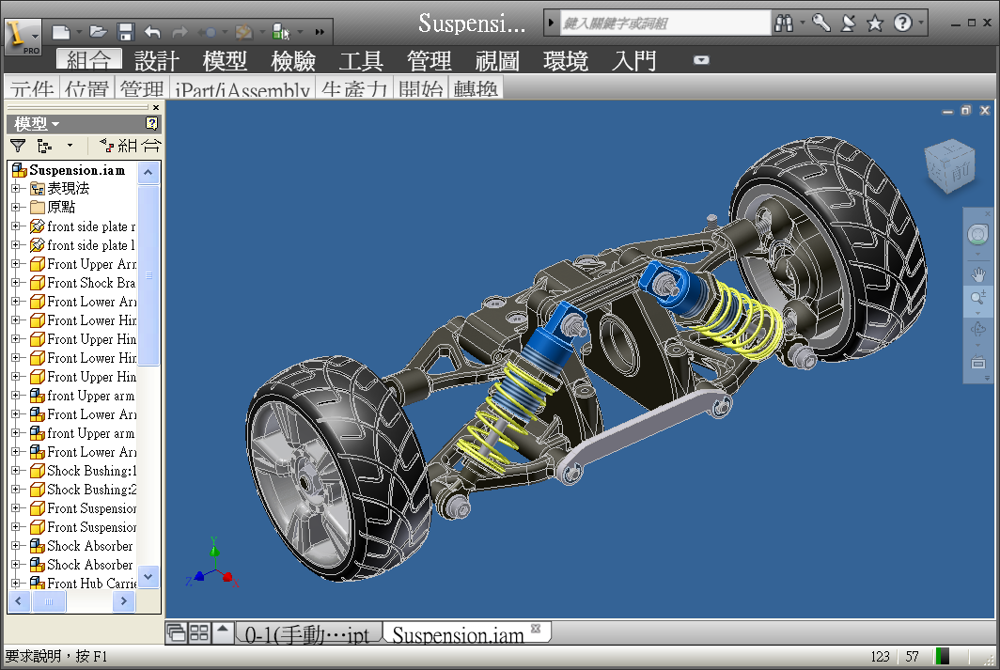 PRO
Suspensi...
鍵入關鍵字或詞組
組合 設計 模型 檢驗 工具 管理 視圖 環境 入門
元件 位置 管理 iPart/iAssembly 生產力 開始 轉換
模型
組合
Suspension.iam
表現法
原點
front side plate r
front side plate l
Front Upper Arr
Front Shock Bra
Front Lower Arr
Front Lower Hir
Front Upper Hin
Front Lower Hir
Front Upper Hin
front Upper arm
Front Lower Arr
front Upper arm
Front Lower Arr
Shock Bushing:1
Shock Bushing:2
Front Suspension
Front Suspension
Shock Absorber
Shock Absorber
Front Hub Carrie
Y
Z
X
0-1(手動…ipt
Suspension.iam
要求說明，按 F1
123 57